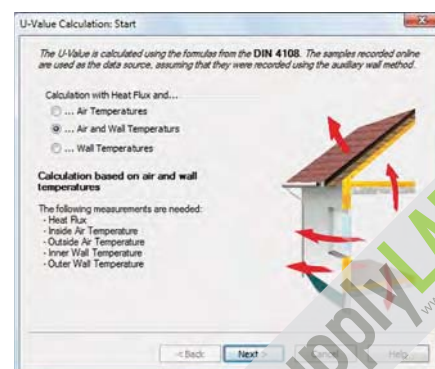 U-Value Calculation: Start
The U-Value is calculated using the formulas from the DIN 4108. The samples recorded online
are used as the data source, assuming that they were recorded using the auxiliary wall method.
Calculation with Heat Flux and...
... Air Temperatures
... Air and Wall Temperaturs
... Wall Temperatures
Calculation based on air and wall
temperatures
The following measurements are needed:
- Heat Flux
- Inside Air Temperature
- Outside Air Temperature
- Inner Wall Temperature
- Outer Wall Temperature
< Back Next > Cancel Help